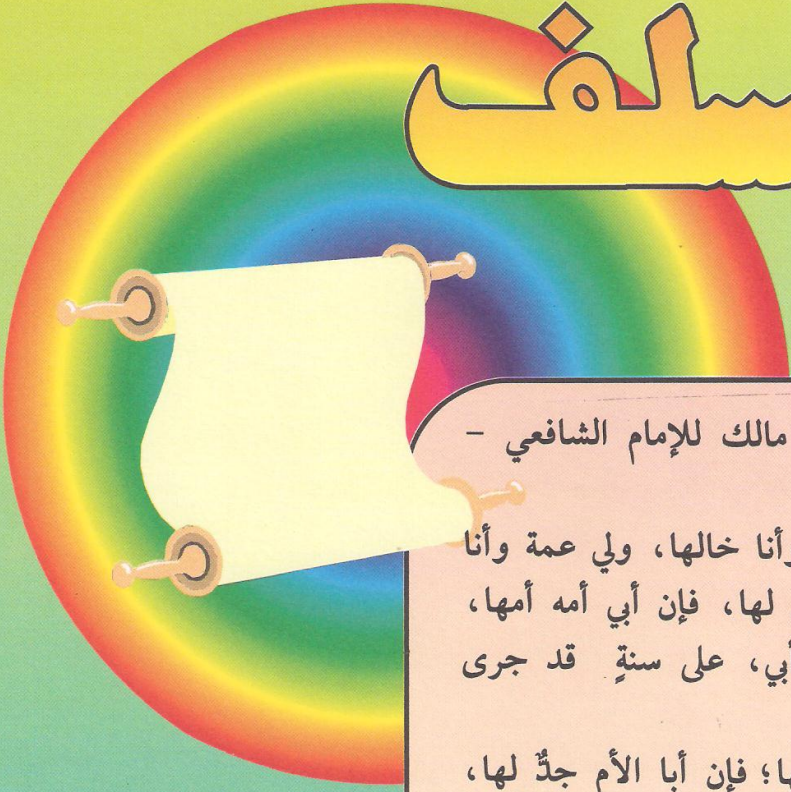 سلف
مالك للإمام الشافعي –
أنا خالها، ولي عمة وأنا
لها، فإن أبي أمه أمها،
أبي، على سنةٍ قد جرى
ها؛ فإن أبا الأم جدٌّ لها،